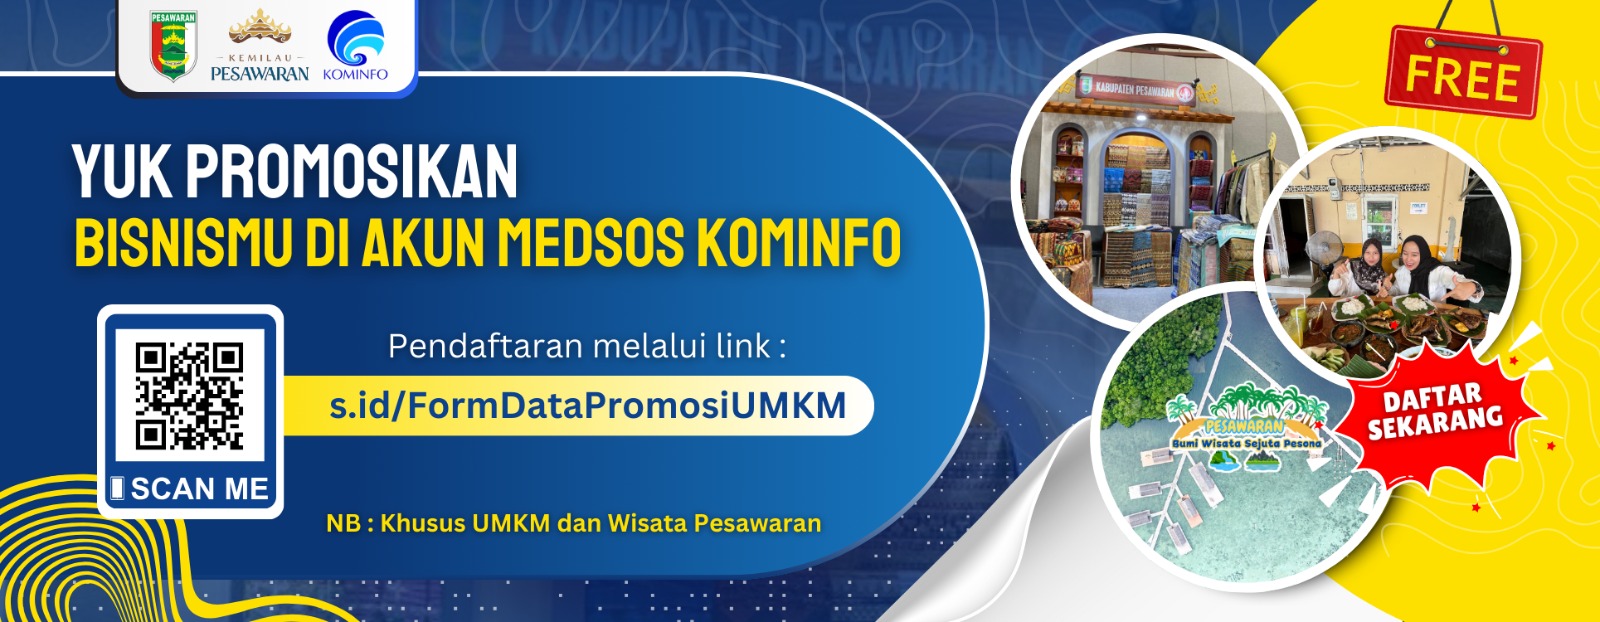 PESAWARAN
KEMILAU
PESAWARAN
KOMINFO
KABUPATEN PESAWARAN
FREE
KABUPATEN PESAWARAN
YUK PROMOSIKAN
BISNISMU DI AKUN MEDSOS KOMINFO
Pendaftaran melalui link :
s.id/FormDataPromosiUMKM
SCAN ME
NB : Khusus UMKM dan Wisata Pesawaran
PESAWARAN
Bumi Wisata Sejuta Pesona
DAFTAR
SEKARANG